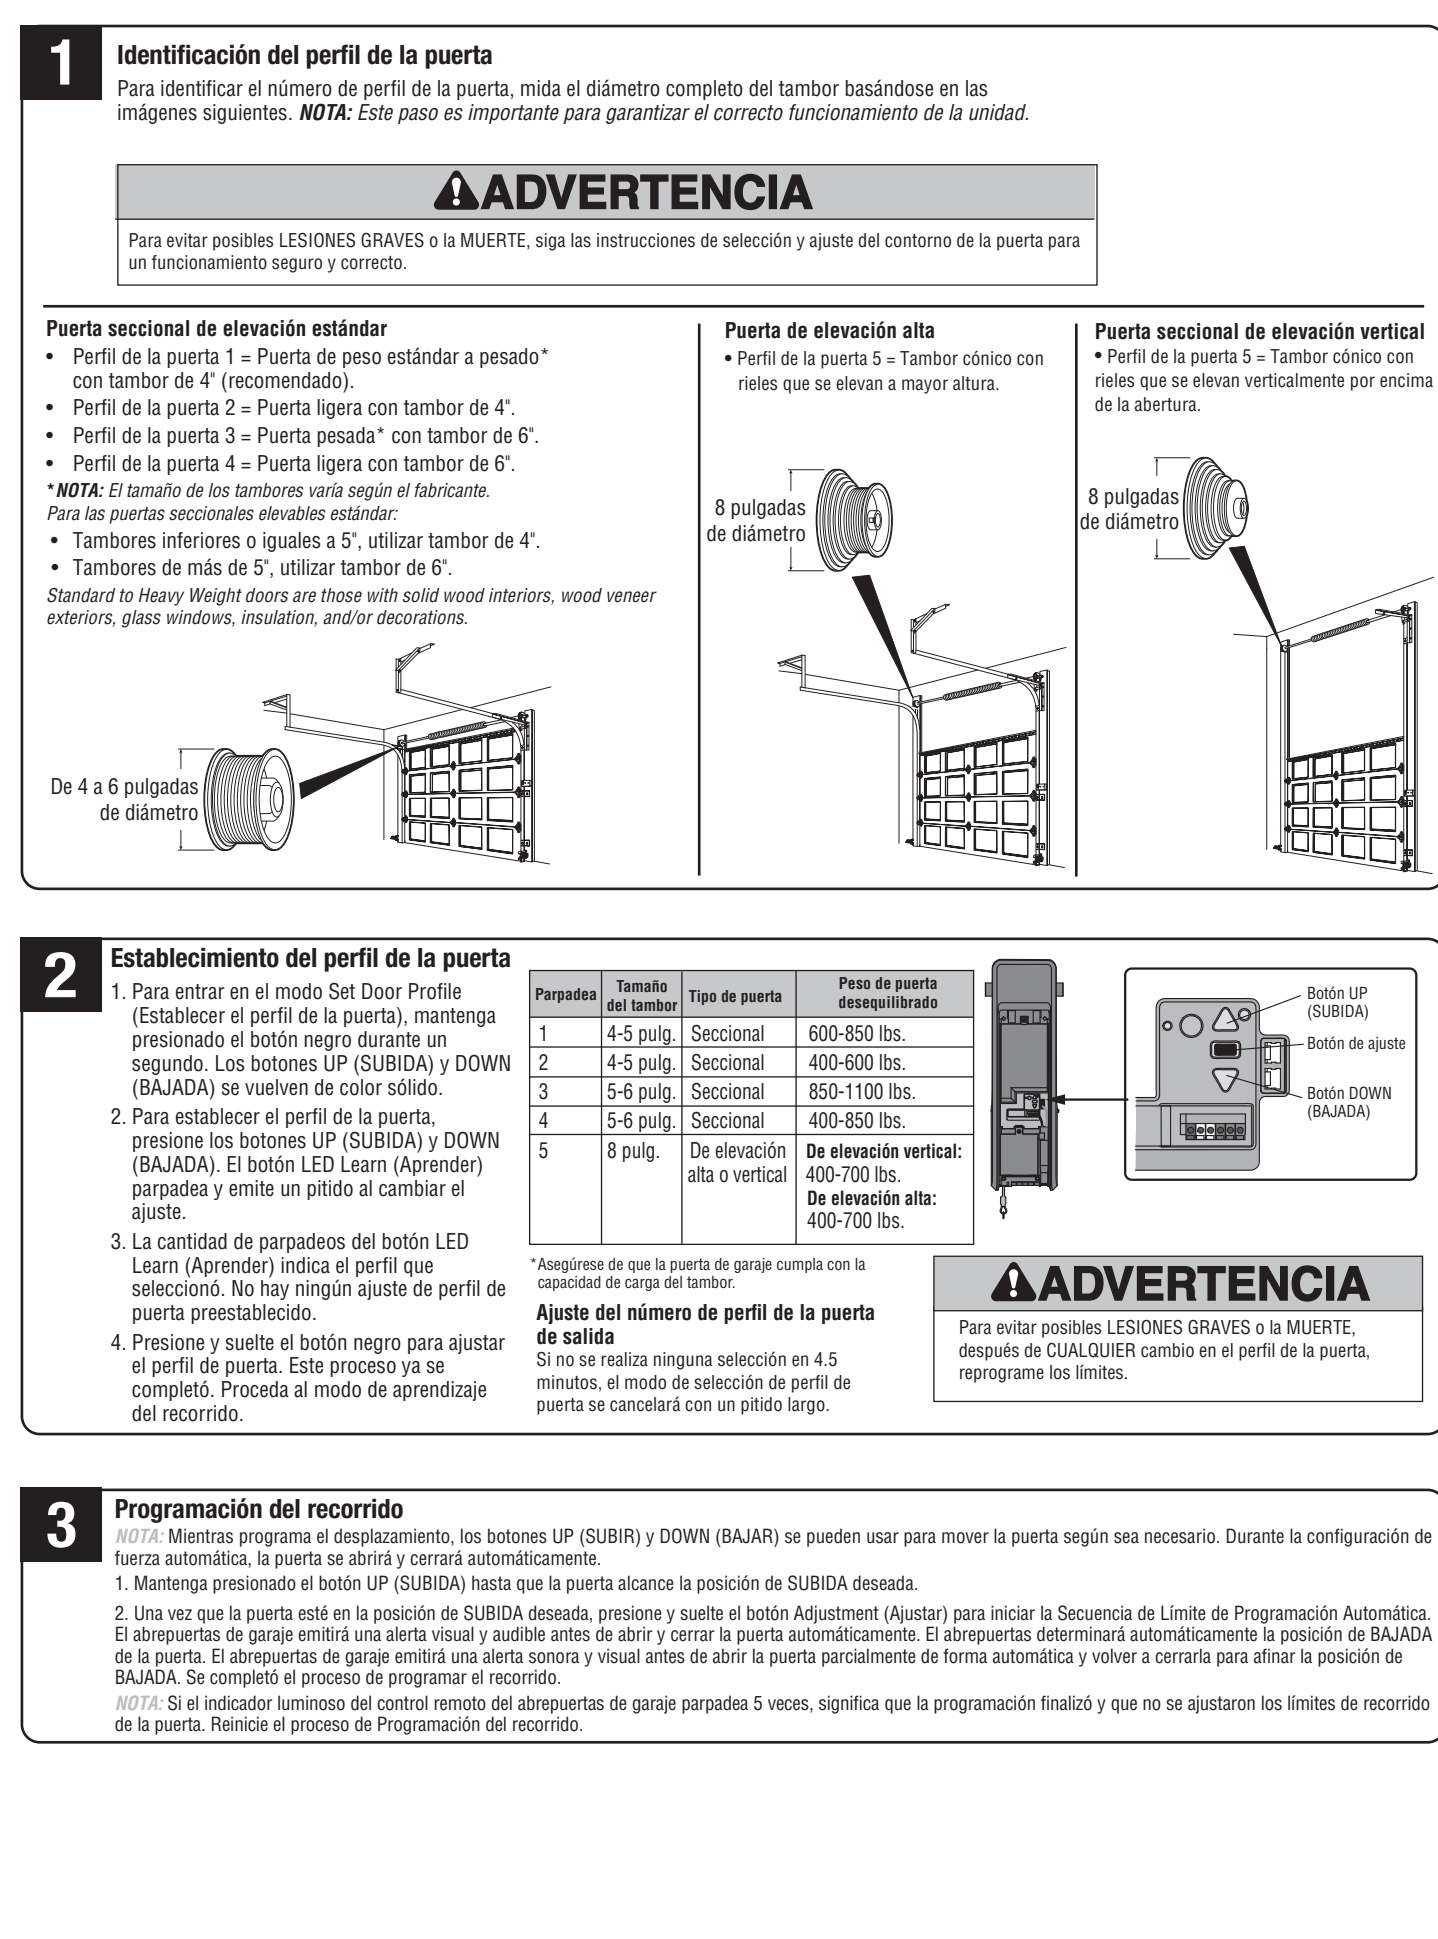 1
Identificación del perfil de la puerta
Para identificar el número de perfil de la puerta, mida el diámetro completo del tambor basándose en las
imágenes siguientes. NOTA: Este paso es importante para garantizar el correcto funcionamiento de la unidad.
ADVERTENCIA
Para evitar posibles LESIONES GRAVES o la MUERTE, siga las instrucciones de selección y ajuste del contorno de la puerta para
un funcionamiento seguro y correcto.
Puerta seccional de elevación estándar
• Perfil de la puerta 1 = Puerta de peso estándar a pesado*
con tambor de 4" (recomendado).
• Perfil de la puerta 2 = Puerta ligera con tambor de 4".
• Perfil de la puerta 3 = Puerta pesada* con tambor de 6".
• Perfil de la puerta 4 = Puerta ligera con tambor de 6".
*NOTA: El tamaño de los tambores varía según el fabricante.
Para las puertas seccionales elevables estándar:
• Tambores inferiores o iguales a 5", utilizar tambor de 4".
• Tambores de más de 5", utilizar tambor de 6".
Standard to Heavy Weight doors are those with solid wood interiors, wood veneer
exteriors, glass windows, insulation, and/or decorations.
De 4 a 6 pulgadas
de diámetro
Puerta de elevación alta
• Perfil de la puerta 5 = Tambor cónico con
rieles que se elevan a mayor altura.
8 pulgadas
de diámetro
Puerta seccional de elevación vertical
• Perfil de la puerta 5 = Tambor cónico con
rieles que se elevan verticalmente por encima
de la abertura.
8 pulgadas
de diámetro
2
Establecimiento del perfil de la puerta
1. Para entrar en el modo Set Door Profile
(Establecer el perfil de la puerta), mantenga
presionado el botón negro durante un
segundo. Los botones UP (SUBIDA) y DOWN
(BAJADA) se vuelven de color sólido.
2. Para establecer el perfil de la puerta,
presione los botones UP (SUBIDA) y DOWN
(BAJADA). El botón LED Learn (Aprender)
parpadea y emite un pitido al cambiar el
ajuste.
3. La cantidad de parpadeos del botón LED
Learn (Aprender) indica el perfil que
seleccionó. No hay ningún ajuste de perfil de
puerta preestablecido.
4. Presione y suelte el botón negro para ajustar
el perfil de puerta. Este proceso ya se
completó. Proceda al modo de aprendizaje
del recorrido.
Parpadea Tamaño del tambor Tipo de puerta Peso de puerta desequilibrado
1 4-5 pulg. Seccional 600-850 lbs.
2 4-5 pulg. Seccional 400-600 lbs.
3 5-6 pulg. Seccional 850-1100 lbs.
4 5-6 pulg. Seccional 400-850 lbs.
5 8 pulg. De elevación De elevación vertical:
alta o vertical 400-700 lbs.
De elevación alta:
400-700 lbs.
*Asegúrese de que la puerta de garaje cumpla con la
capacidad de carga del tambor.
Ajuste del número de perfil de la puerta
de salida
Si no se realiza ninguna selección en 4.5
minutos, el modo de selección de perfil de
puerta se cancelará con un pitido largo.
Botón UP
(SUBIDA)
Botón de ajuste
Botón DOWN
(BAJADA)
ADVERTENCIA
Para evitar posibles LESIONES GRAVES o la MUERTE,
después de CUALQUIER cambio en el perfil de la puerta,
reprograme los límites.
3
Programación del recorrido
NOTA: Mientras programa el desplazamiento, los botones UP (SUBIR) y DOWN (BAJAR) se pueden usar para mover la puerta según sea necesario. Durante la configuración de
fuerza automática, la puerta se abrirá y cerrará automáticamente.
1. Mantenga presionado el botón UP (SUBIDA) hasta que la puerta alcance la posición de SUBIDA deseada.
2. Una vez que la puerta esté en la posición de SUBIDA deseada, presione y suelte el botón Adjustment (Ajustar) para iniciar la Secuencia de Límite de Programación Automática.
El abrepuertas de garaje emitirá una alerta visual y audible antes de abrir y cerrar la puerta automáticamente. El abrepuertas determinará automáticamente la posición de BAJADA
de la puerta. El abrepuertas de garaje emitirá una alerta sonora y visual antes de abrir la puerta parcialmente de forma automática y volver a cerrarla para afinar la posición de
BAJADA. Se completó el proceso de programar el recorrido.
NOTA: Si el indicador luminoso del control remoto del abrepuertas de garaje parpadea 5 veces, significa que la programación finalizó y que no se ajustaron los límites de recorrido
de la puerta. Reinicie el proceso de Programación del recorrido.